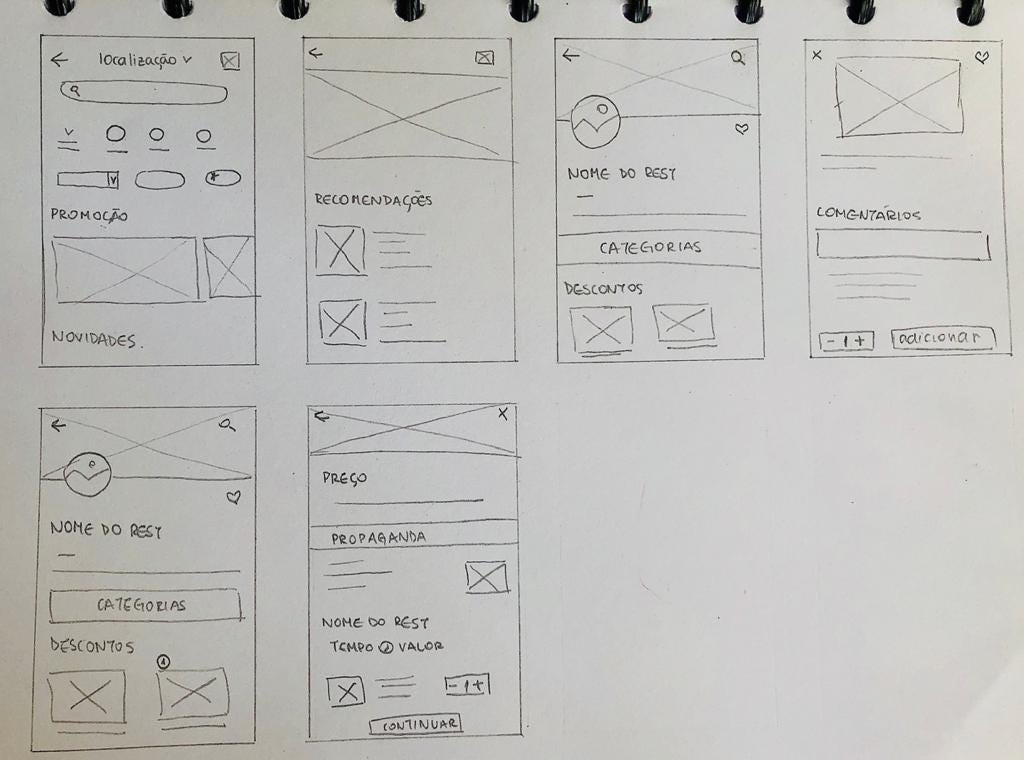 localização v
PROMOÇÃO
NOVIDADES.
RECOMENDAÇÕES
NOME DO REST
CATEGORIAS
DESCONTOS
x
COMENTÁRIOS
- 1 +
adicionar
NOME DO REST
CATEGORIAS
DESCONTOS
1
x
PREÇO
PROPAGANDA
NOME DO REST
TEMPO VALOR
- 1 +
CONTINUAR